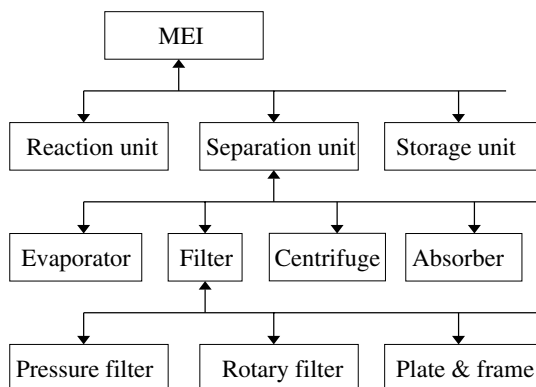 MEI
Reaction unit
Separation unit
Storage unit
Evaporator
Filter
Centrifuge
Absorber
Pressure filter
Rotary filter
Plate & frame